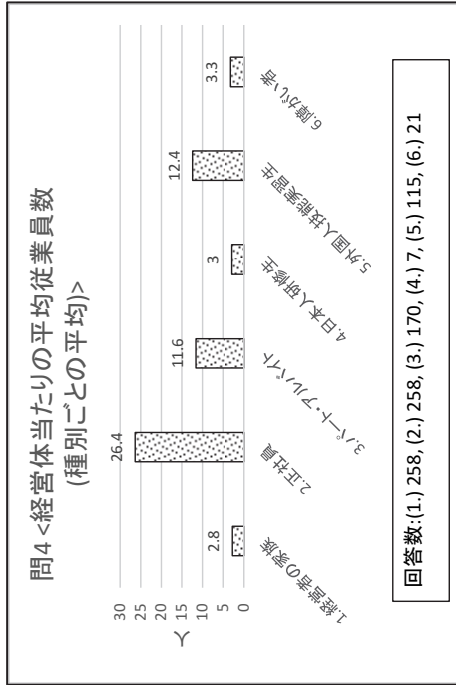 問4 <経営体当たりの平均従業員数
(種別ごとの平均)>
人
30
25
20
15
10
5
0
2.8
26.4
11.6
3
12.4
3.3
1.経営者の家族
2.正社員
3.パート・アルバイト
4.日本人研修生
5.外国人技能実習生
6.障がい者
回答数:(1.) 258, (2.) 258, (3.) 170, (4.) 7, (5.) 115, (6.) 21